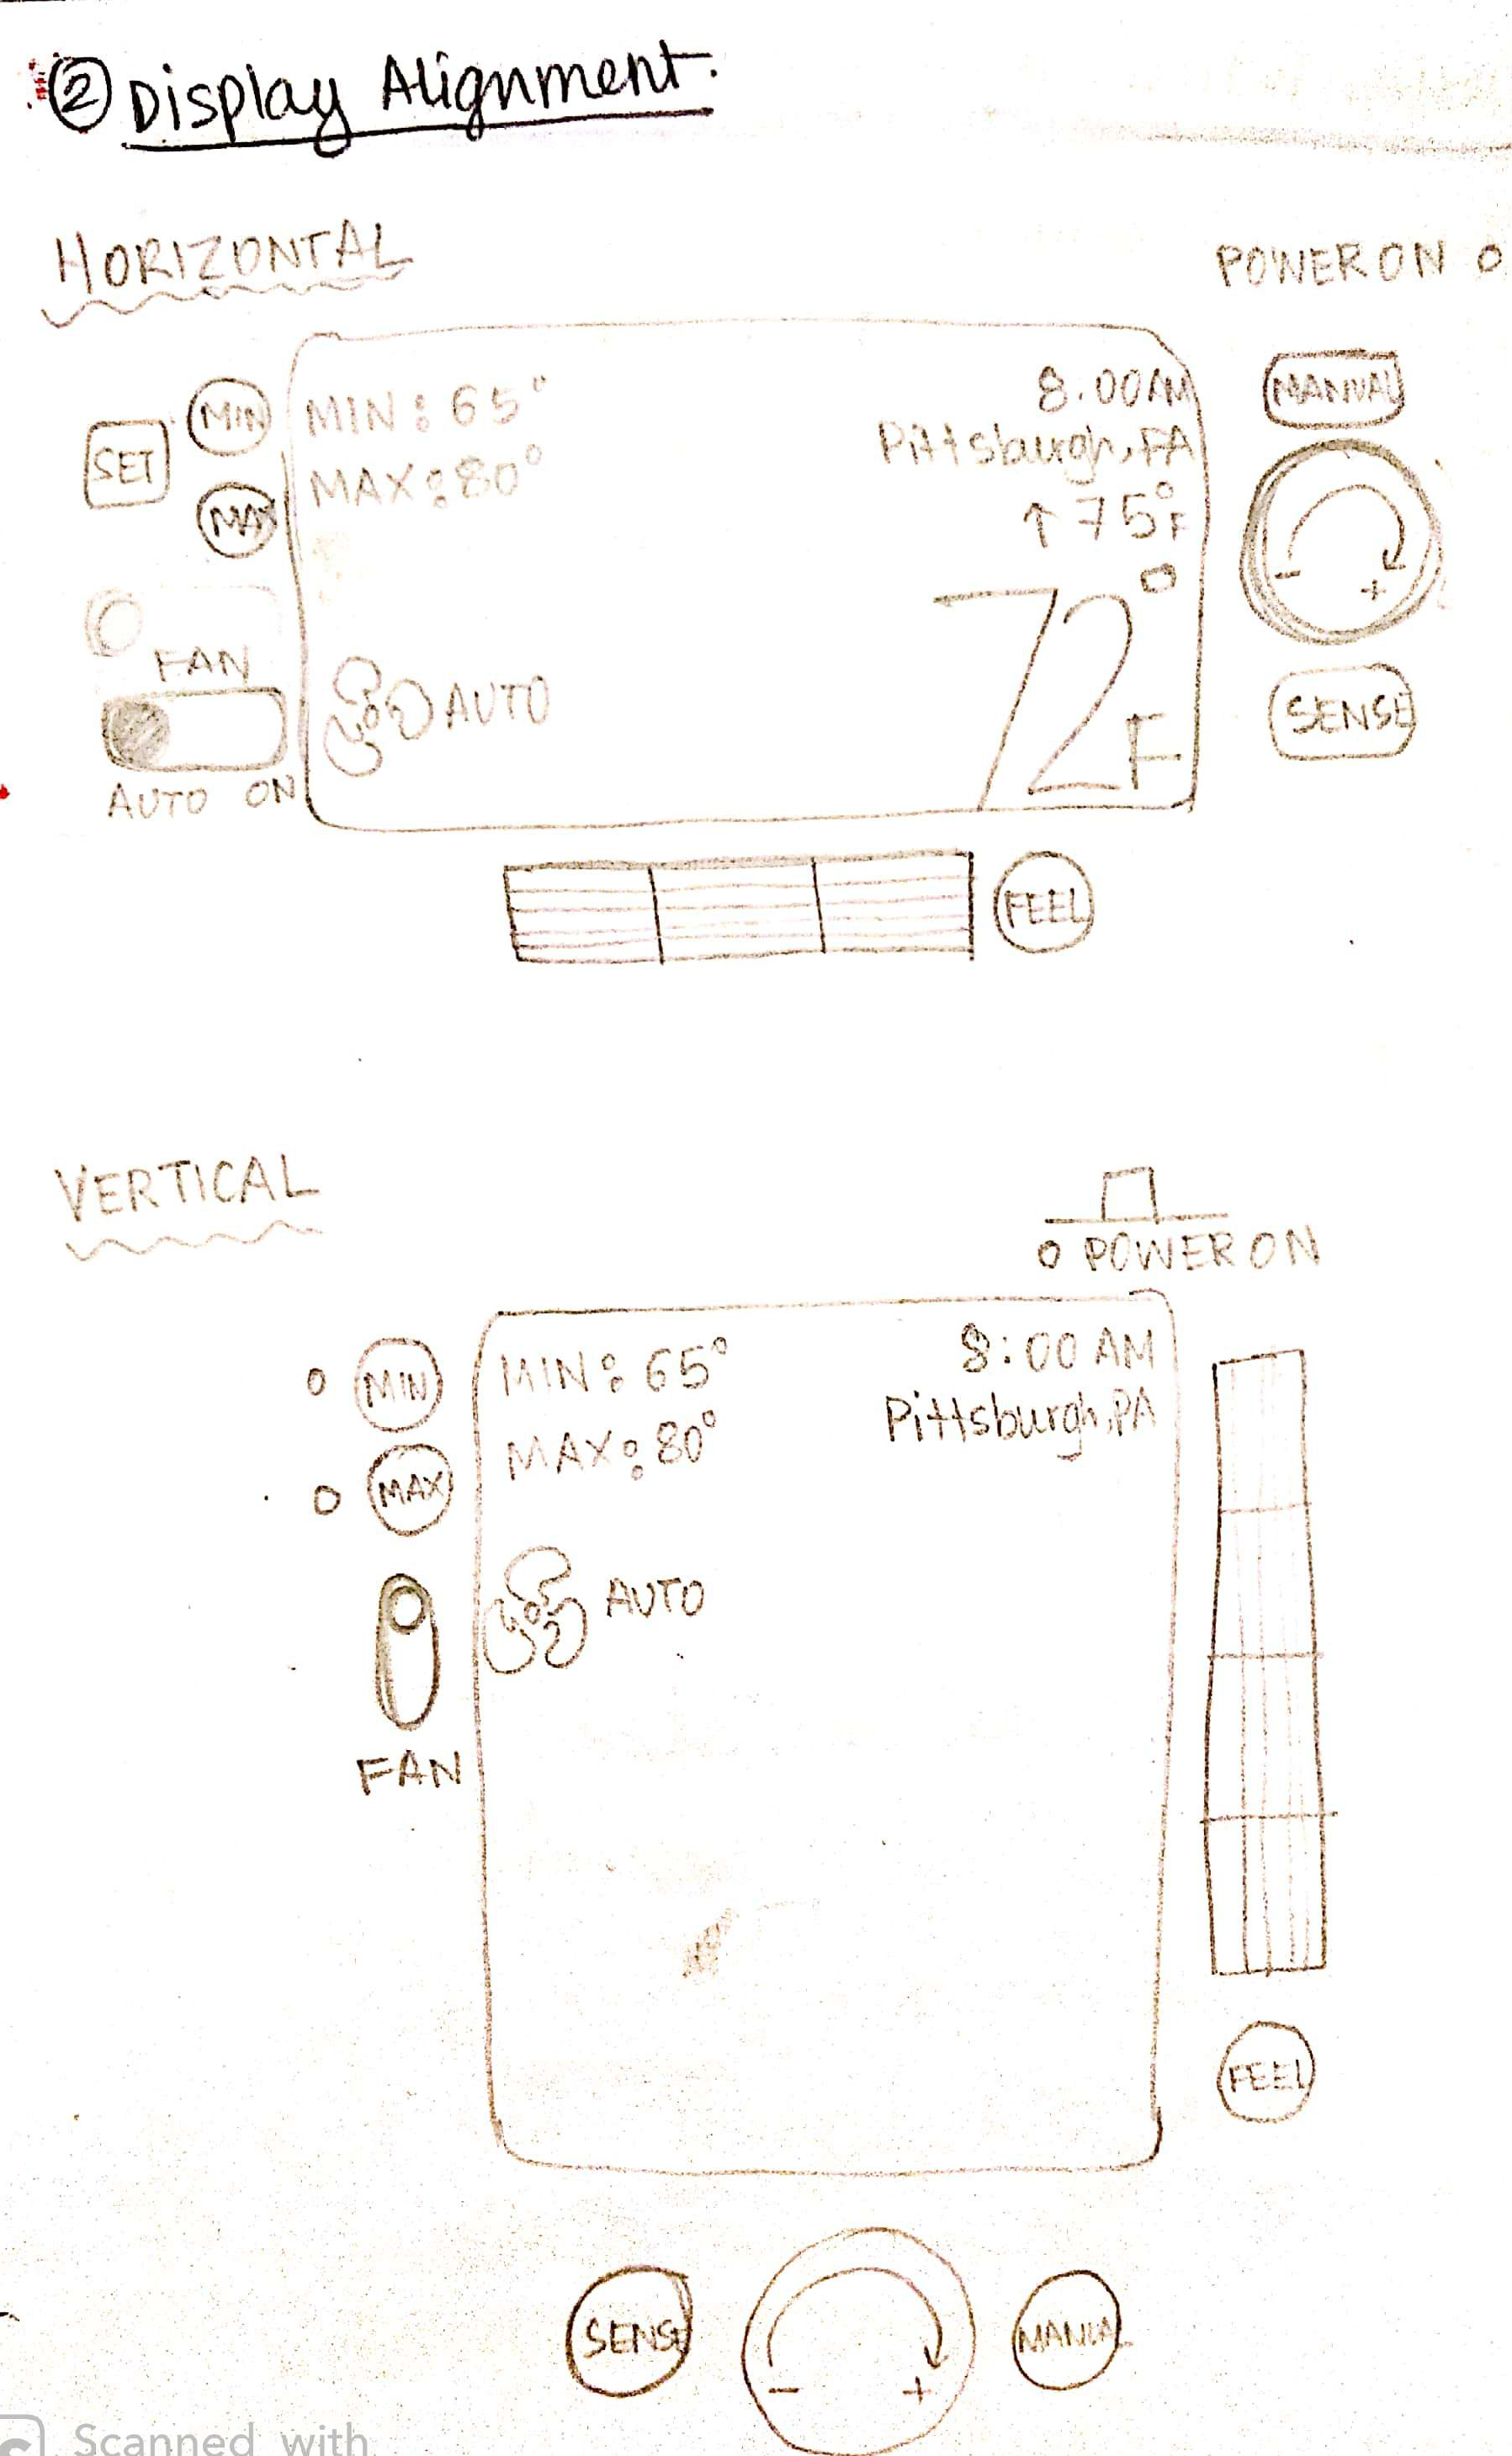 ② Display Alignment.
HORIZONTAL
POWER ON
MIN
SET
MAX
MIN: 65°
MAX: 80°
8.00AM
Pittsburgh, PA
↑ 75°F
72°F
MANUAL
- +
SENSE
FAN
AUTO ON
AUTO
FEEL
VERTICAL
POWER ON
MIN
MAX
MIN: 65°
MAX: 80°
8:00 AM
Pittsburgh, PA
AUTO
FAN
FEEL
SENSE
- +
MANUAL
Scanned with